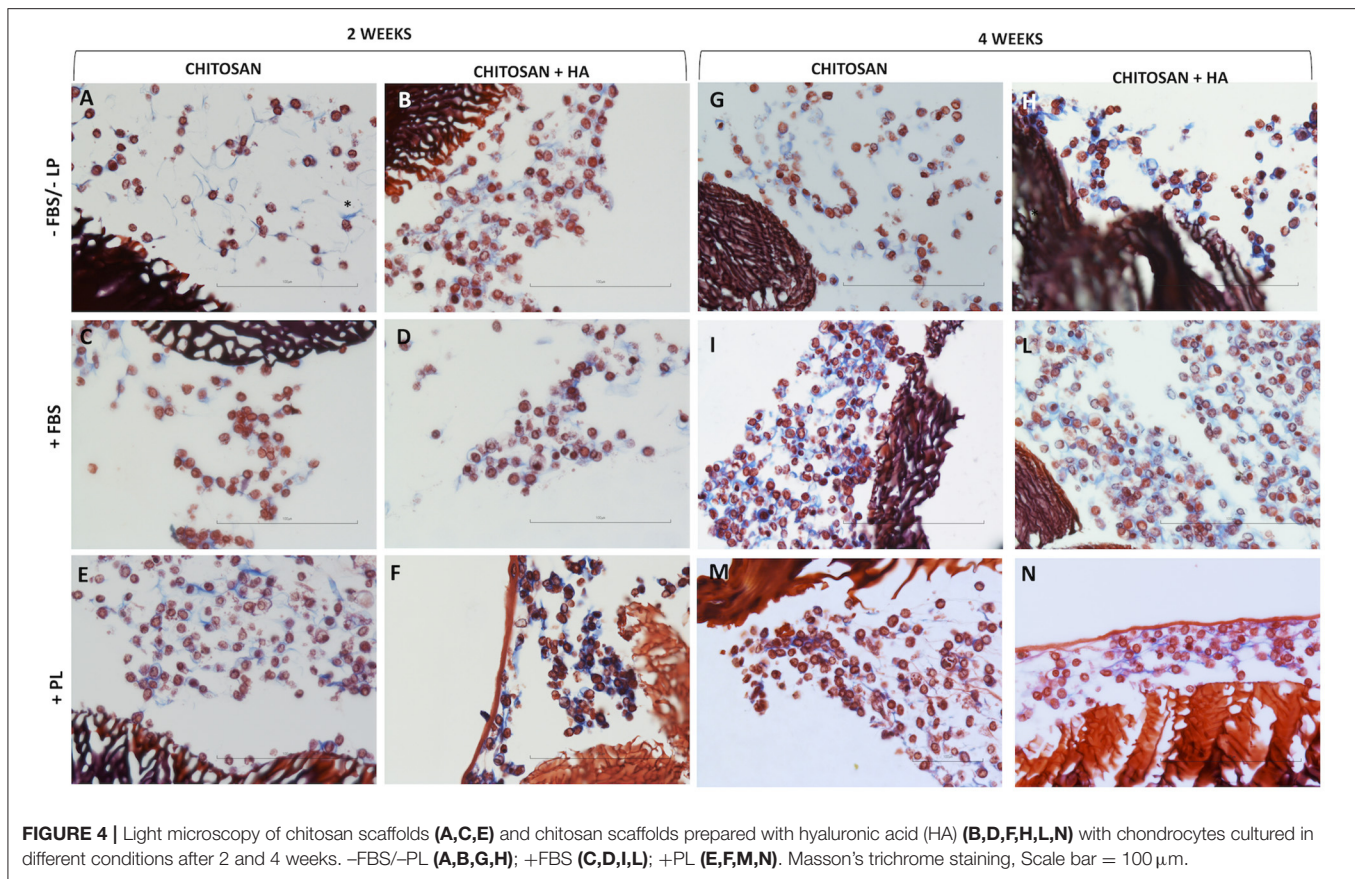 2 WEEKS
4 WEEKS
CHITOSAN
CHITOSAN + HA
CHITOSAN
CHITOSAN + HA
- FBS/- LP
A
*
B
G
H
*
+ FBS
C
D
I
L
+ PL
E
F
M
N
FIGURE 4 | Light microscopy of chitosan scaffolds (A,C,E) and chitosan scaffolds prepared with hyaluronic acid (HA) (B,D,F,H,L,N) with chondrocytes cultured in
different conditions after 2 and 4 weeks. –FBS/–PL (A,B,G,H); +FBS (C,D,I,L); +PL (E,F,M,N). Masson's trichrome staining, Scale bar = 100 μm.